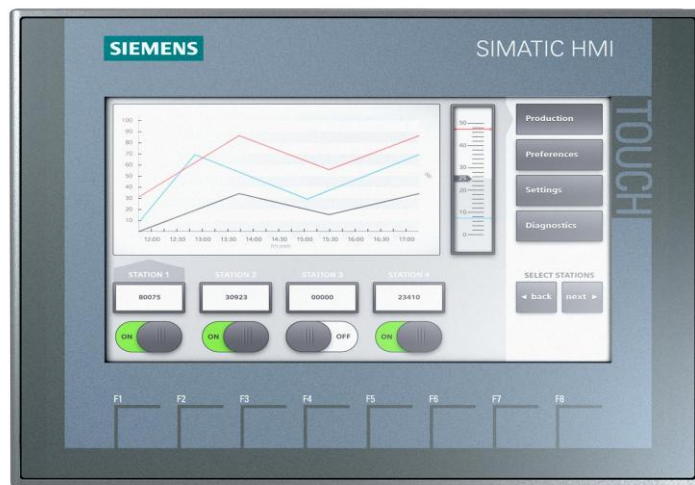 SIEMENS
SIMATIC HMI
TOUCH
100
90
80
70
60
50
40
30
20
10
12:00 12:30 13:00 13:30 14:00 14:30 15:00 15:30 16:00 16:30 17:00
50
40
30
25
20
10
0
Production
Preferences
Settings
Diagnostics
STATION 1 STATION 2 STATION 3 STATION 4
80075 30923 00000 23410
ON ON OFF ON
SELECT STATIONS
◄ back next ►
F1 F2 F3 F4 F5 F6 F7 F8